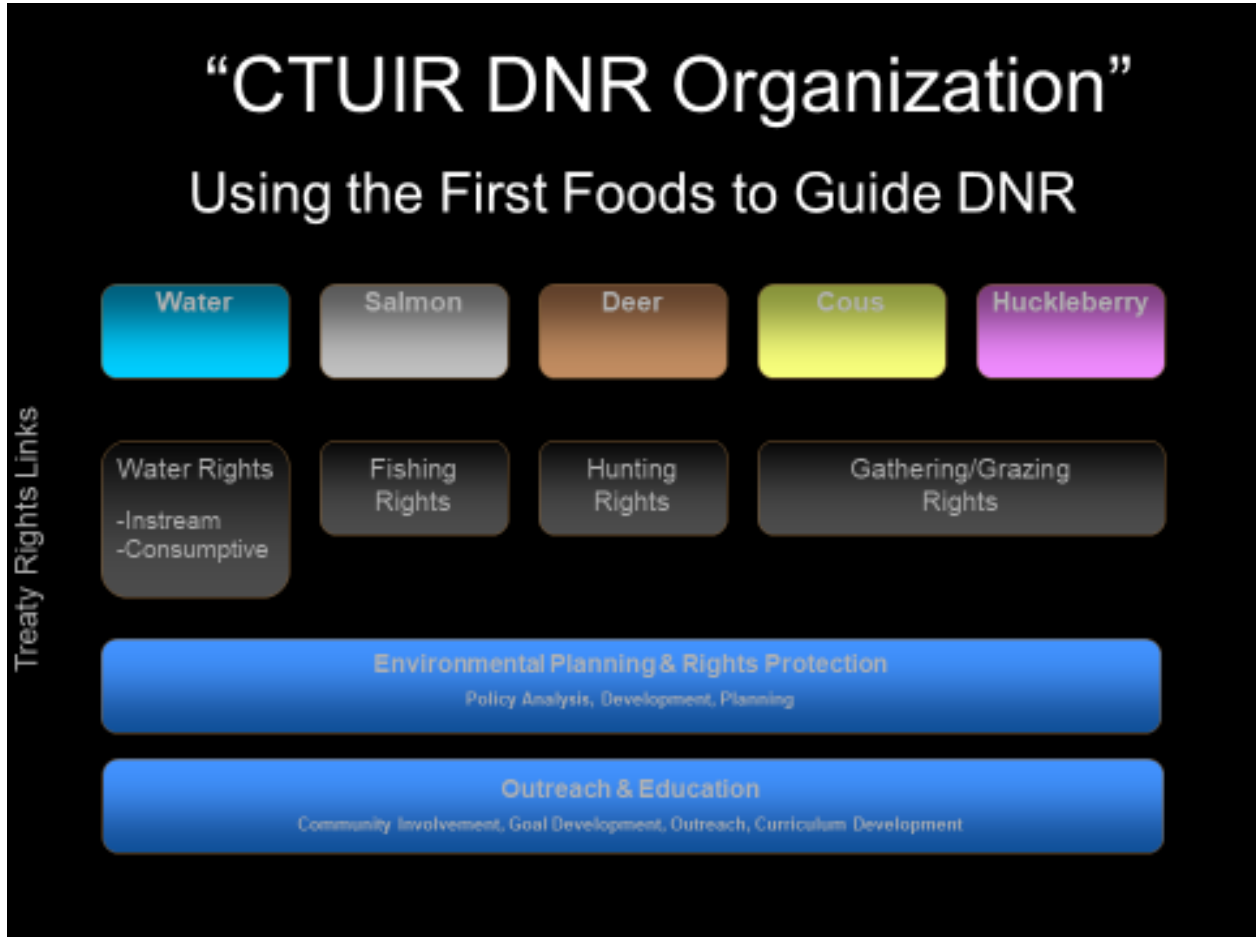 “CTUIR DNR Organization”
Using the First Foods to Guide DNR
Water
Salmon
Deer
Cous
Huckleberry
Treaty Rights Links
Water Rights
-Instream
-Consumptive
Fishing
Rights
Hunting
Rights
Gathering/Grazing
Rights
Environmental Planning & Rights Protection
Policy Analysis, Development, Planning
Outreach & Education
Community Involvement, Goal Development, Outreach, Curriculum Development